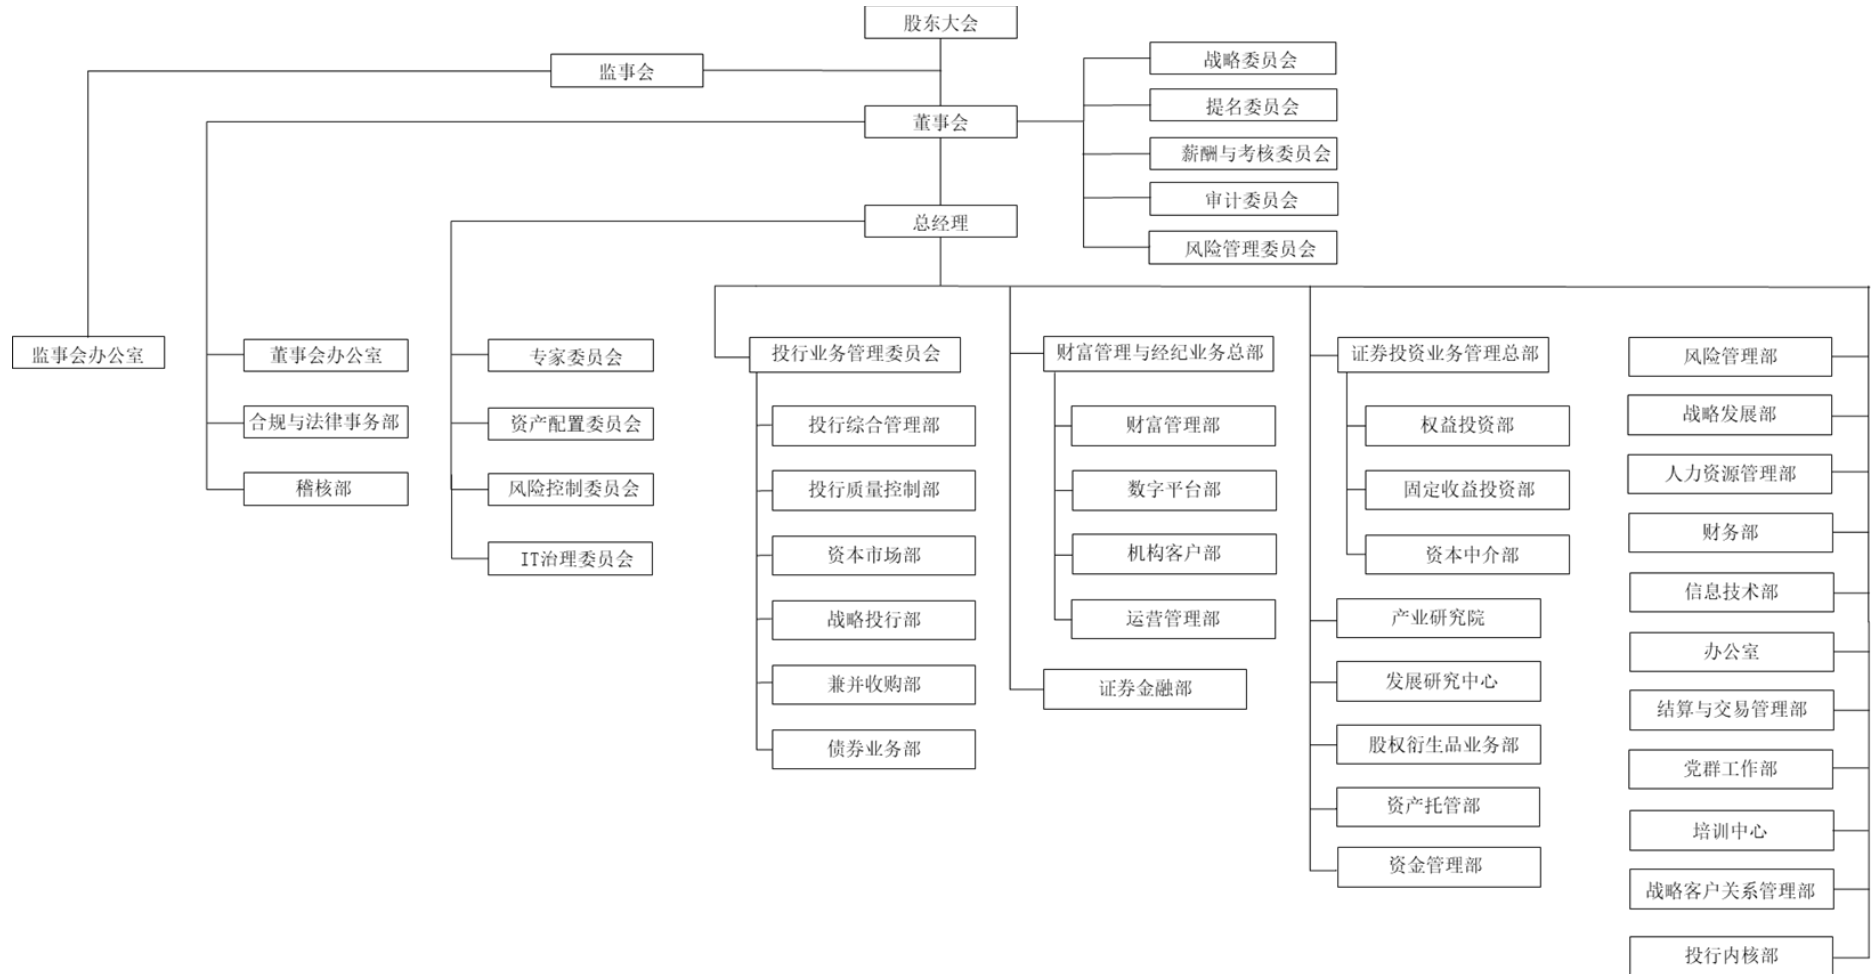 股东大会
监事会
董事会
战略委员会
提名委员会
薪酬与考核委员会
审计委员会
风险管理委员会
总经理
监事会办公室
董事会办公室
合规与法律事务部
稽核部
专家委员会
资产配置委员会
风险控制委员会
IT治理委员会
投行业务管理委员会
投行综合管理部
投行质量控制部
资本市场部
战略投行部
兼并收购部
债券业务部
财富管理与经纪业务总部
财富管理部
数字平台部
机构客户部
运营管理部
证券金融部
证券投资业务管理总部
权益投资部
固定收益投资部
资本中介部
产业研究院
发展研究中心
股权衍生品业务部
资产托管部
资金管理部
风险管理部
战略发展部
人力资源管理部
财务部
信息技术部
办公室
结算与交易管理部
党群工作部
培训中心
战略客户关系管理部
投行内核部